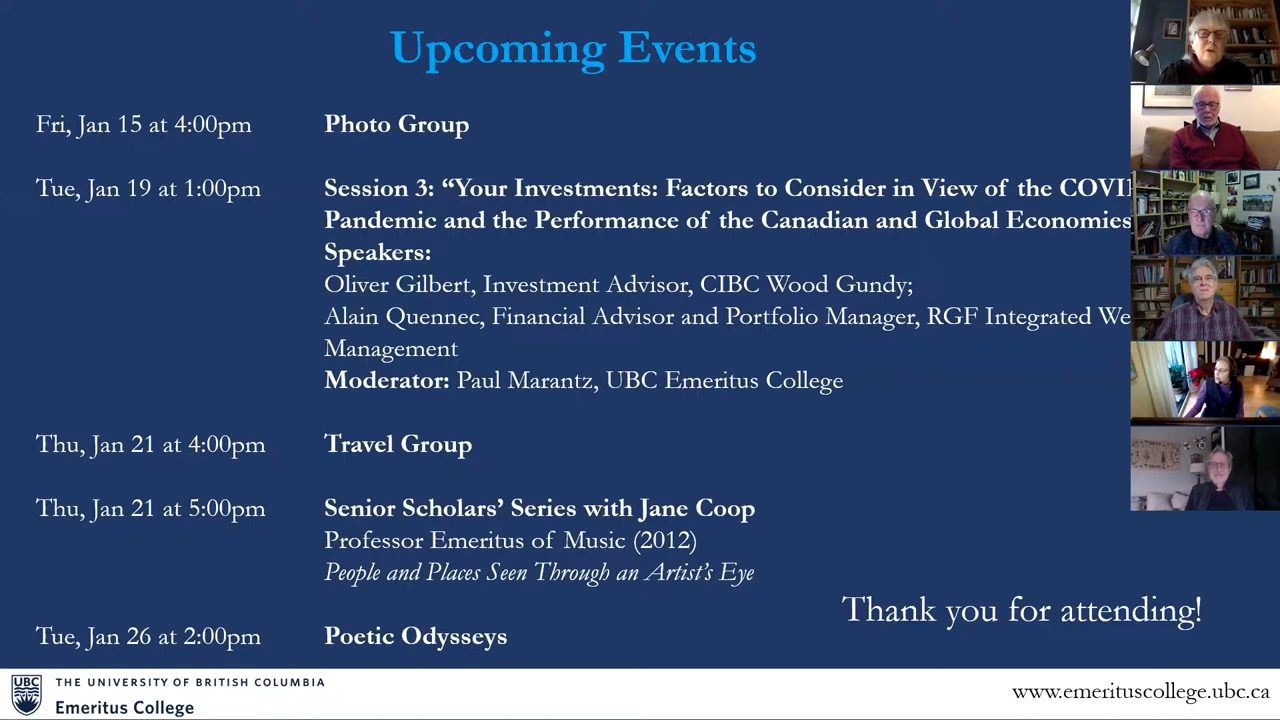 Upcoming Events
Fri, Jan 15 at 4:00pm
Photo Group
Tue, Jan 19 at 1:00pm
Session 3: “Your Investments: Factors to Consider in View of the
Pandemic and the Performance of the Canadian and Global Economies
Speakers:
Oliver Gilbert, Investment Advisor, CIBC Wood Gundy;
Alain Quennec, Financial Advisor and Portfolio Manager, RGF Integrated
Management
Moderator: Paul Marantz, UBC Emeritus College
Thu, Jan 21 at 4:00pm
Travel Group
Thu, Jan 21 at 5:00pm
Senior Scholars’ Series with Jane Coop
Professor Emeritus of Music (2012)
People and Places Seen Through an Artist’s Eye
Tue, Jan 26 at 2:00pm
Poetic Odysseys
Thank you for attending!
UBC
THE UNIVERSITY OF BRITISH COLUMBIA
Emeritus College
www.emerituscollege.ubc.ca